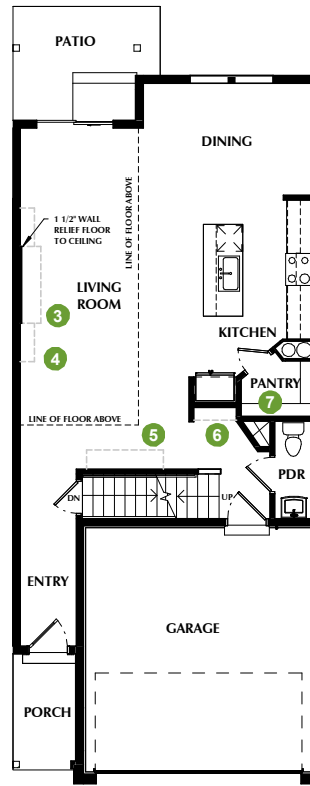 PATIO
DINING
LINE OF FLOOR ABOVE
1 1/2" WALL
RELIEF FLOOR
TO CEILING
LIVING
ROOM
3
KITCHEN
4
PANTRY
7
LINE OF FLOOR ABOVE
5
6
PDR
DN
UP
ENTRY
GARAGE
PORCH